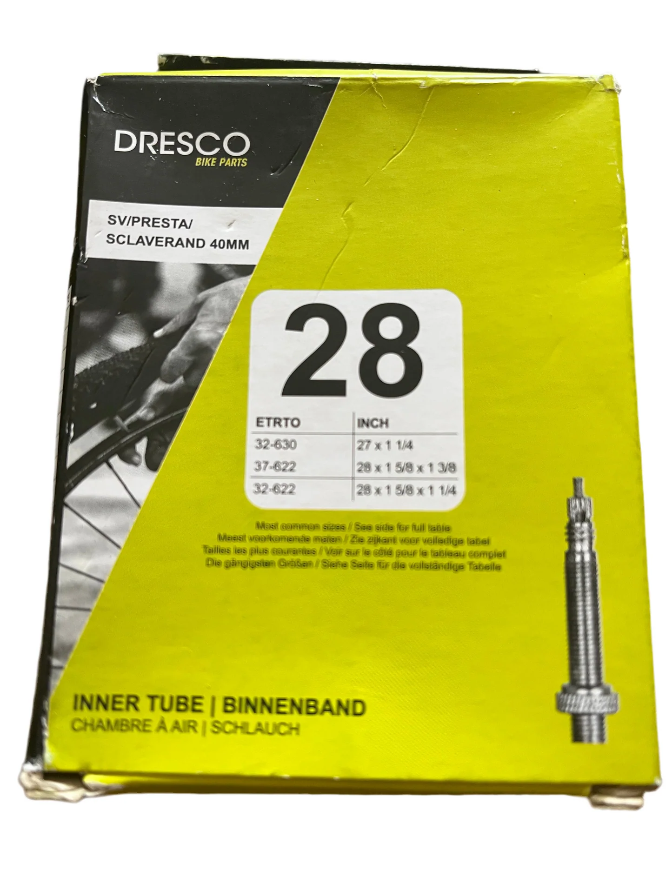 DRESCO
BIKE PARTS
SV/PRESTA/
SCLAVERAND 40MM
28
ETRTO INCH
32-630 27 x 1 1/4
37-622 28 x 1 5/8 x 1 3/8
32-622 28 x 1 5/8 x 1 1/4
Most common sizes / See side for full table
Meest voorkomende maten / Zie zijkant voor volledige tabel
Tailles les plus courantes / Voir sur le côté pour le tableau complet
Die gängigsten Größen / Siehe Seite für die vollständige Tabelle
INNER TUBE | BINNENBAND
CHAMBRE À AIR | SCHLAUCH